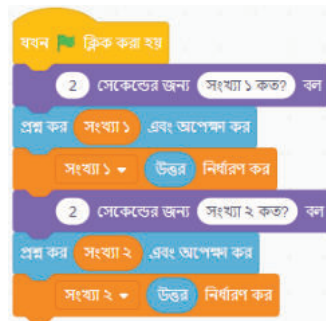 যখন ক্লিক করা হয়
2 সেকেন্ডের জন্য সংখ্যা ১ কত? বল
প্রশ্ন কর সংখ্যা ১ এবং অপেক্ষা কর
সংখ্যা ১ উত্তর নির্ধারণ কর
2 সেকেন্ডের জন্য সংখ্যা ২ কত? বল
প্রশ্ন কর সংখ্যা ২ এবং অপেক্ষা কর
সংখ্যা ২ উত্তর নির্ধারণ কর